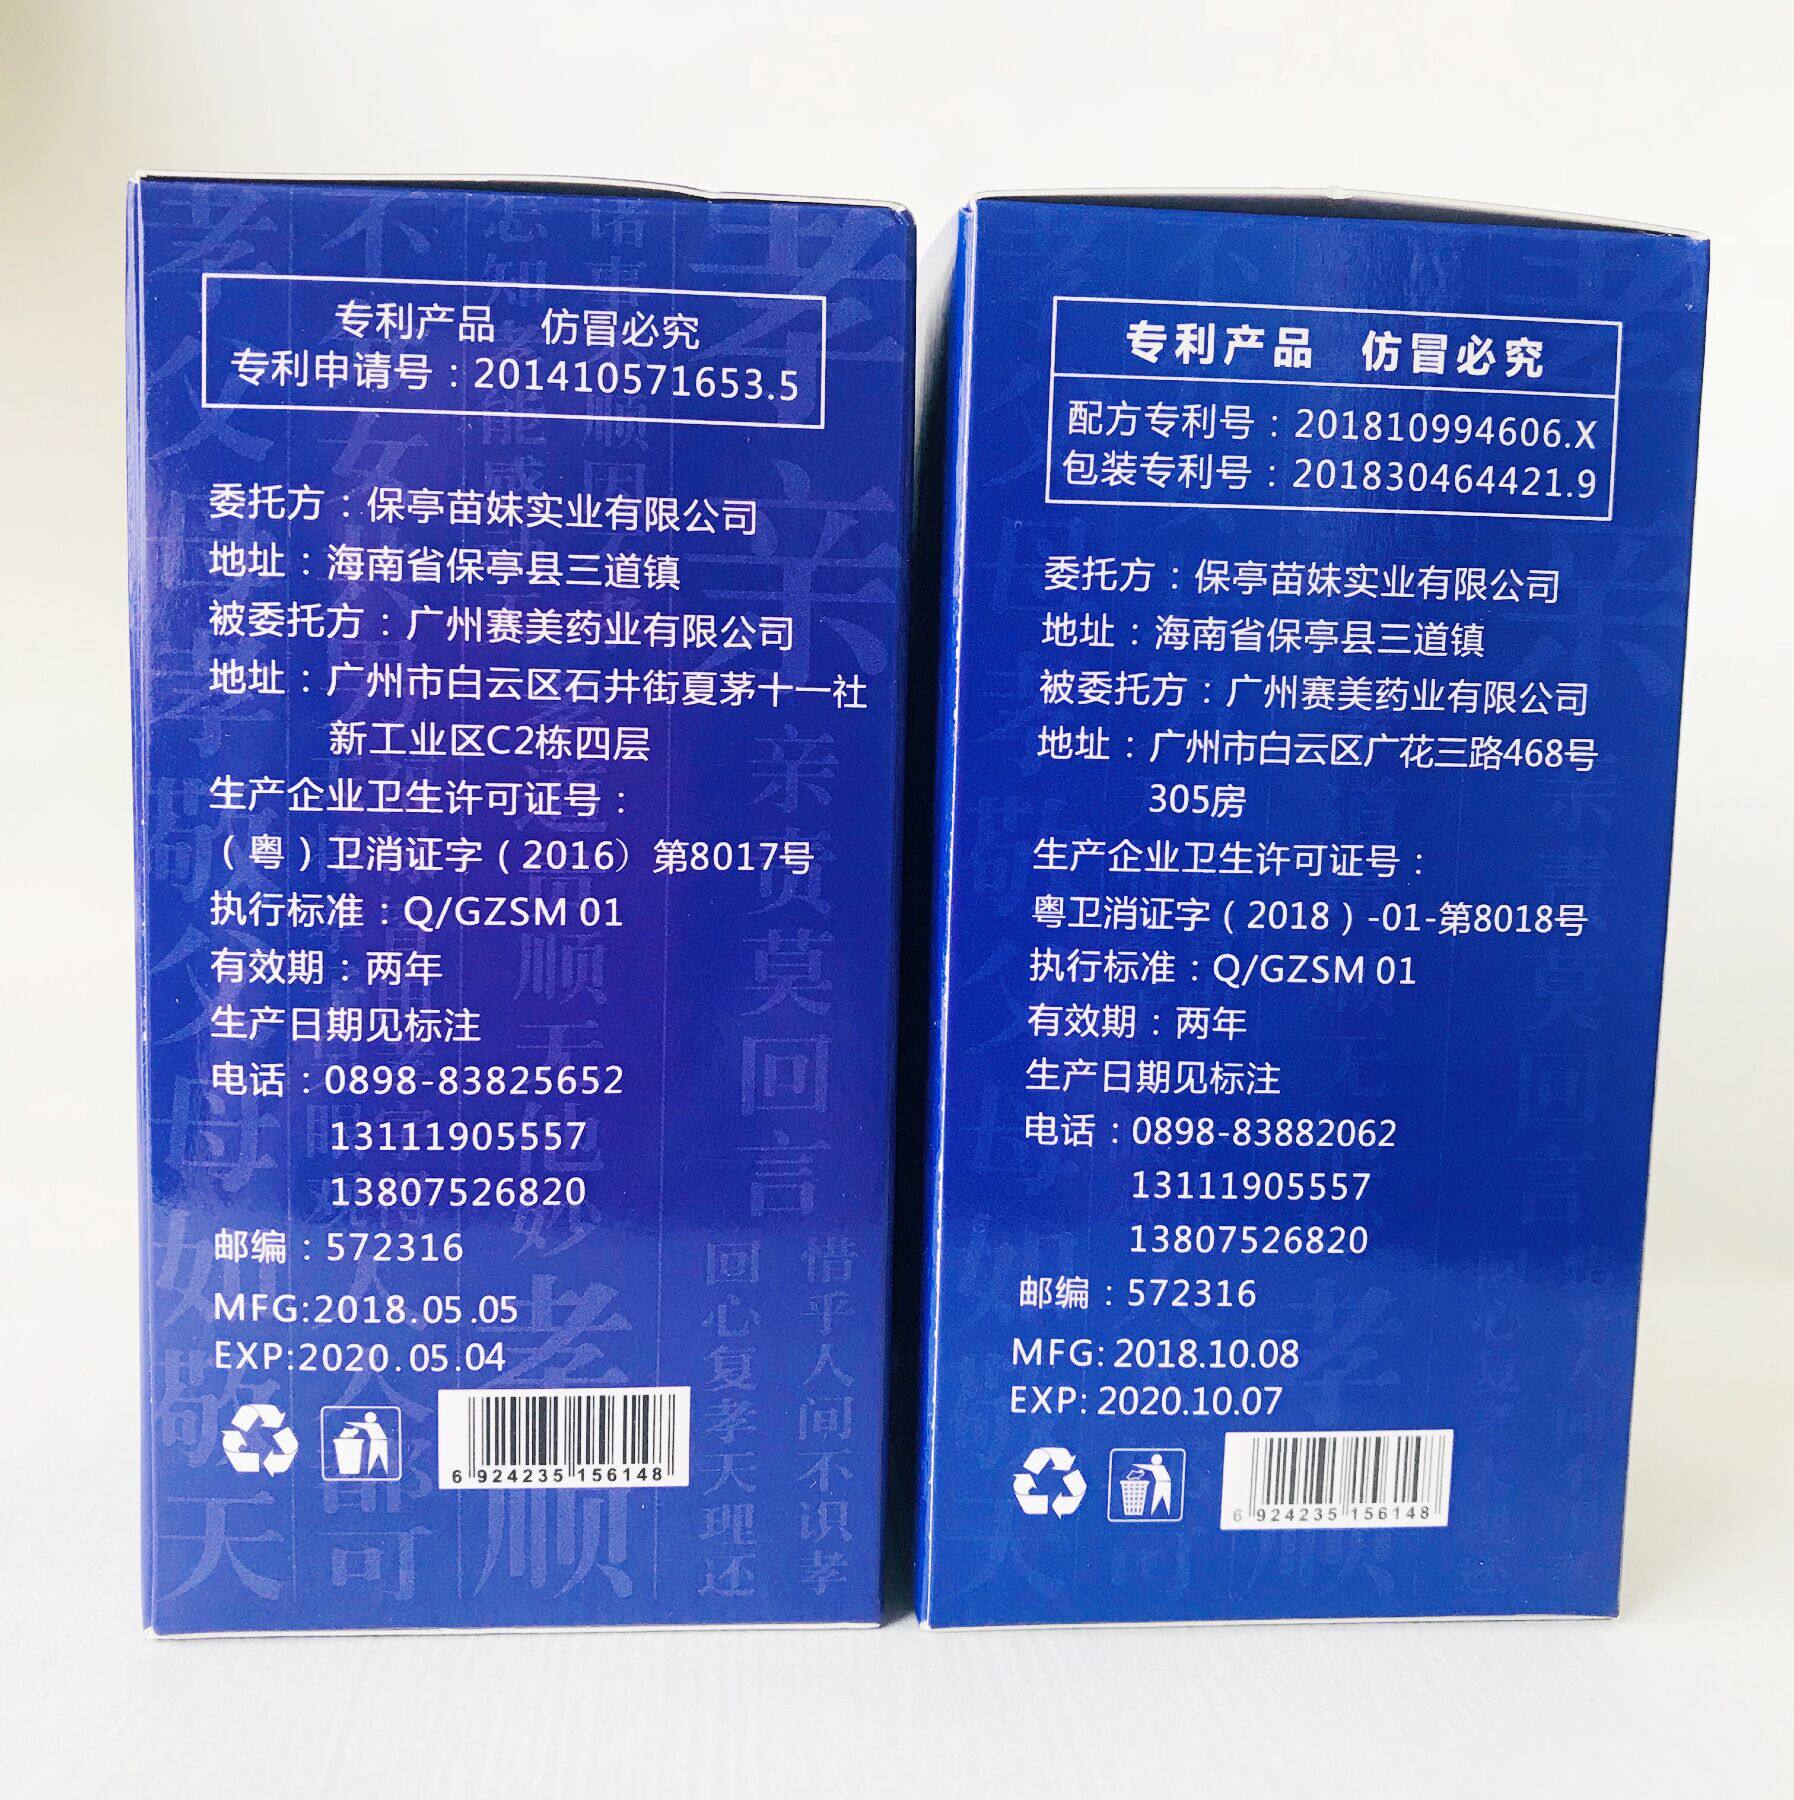 专利产品 仿冒必究
专利申请号：201410571653.5
委托方：保亭苗妹实业有限公司
地址：海南省保亭县三道镇
被委托方：广州赛美药业有限公司
地址：广州市白云区石井街夏茅十一社
新工业区C2栋四层
生产企业卫生许可证号：
（粤）卫消证字（2016）第8017号
执行标准：Q/GZSM 01
有效期：两年
生产日期见标注
电话：0898-83825652
13111905557
13807526820
邮编：572316
MFG:2018.05.05
EXP:2020.05.04
6 924235 156148
专利产品 仿冒必究
配方专利号：201810994606.X
包装专利号：201830464421.9
委托方：保亭苗妹实业有限公司
地址：海南省保亭县三道镇
被委托方：广州赛美药业有限公司
地址：广州市白云区广花三路468号
305房
生产企业卫生许可证号：
粤卫消证字（2018）-01-第8018号
执行标准：Q/GZSM 01
有效期：两年
生产日期见标注
电话：0898-83882062
13111905557
13807526820
邮编：572316
MFG: 2018.10.08
EXP: 2020.10.07
6 924235 156148